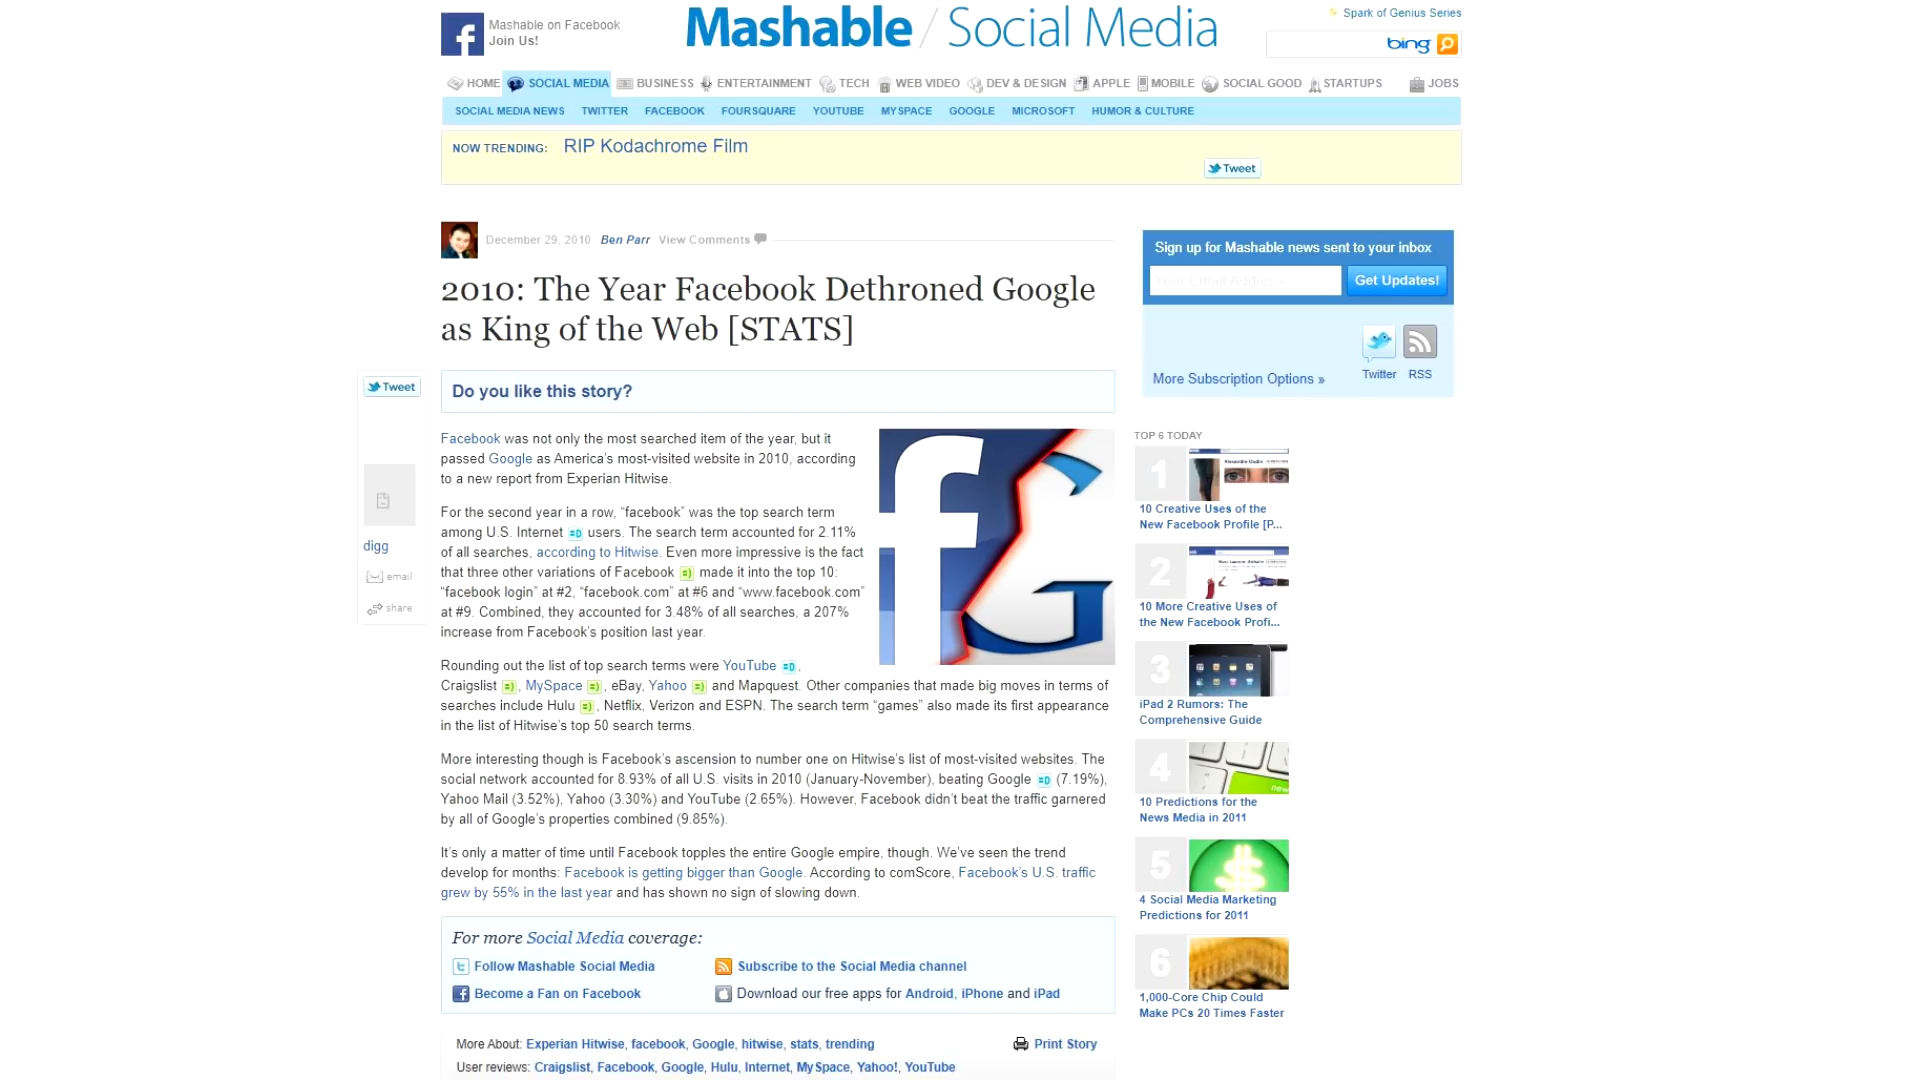 Mashable on Facebook
Join Us!
Mashable / Social Media
Spark of Genius Series
bing
HOME SOCIAL MEDIA BUSINESS ENTERTAINMENT TECH WEB VIDEO DEV & DESIGN APPLE MOBILE SOCIAL GOOD STARTUPS JOBS
SOCIAL MEDIA NEWS TWITTER FACEBOOK FOURSQUARE YOUTUBE MYSPACE GOOGLE MICROSOFT HUMOR & CULTURE
NOW TRENDING: RIP Kodachrome Film
Tweet
December 29, 2010 Ben Parr View Comments
2010: The Year Facebook Dethroned Google
as King of the Web [STATS]
Tweet
digg
email
share
Do you like this story?
Facebook was not only the most searched item of the year, but it
passed Google as America's most-visited website in 2010, according
to a new report from Experian Hitwise.
For the second year in a row, “facebook” was the top search term
among U.S. Internet =D users. The search term accounted for 2.11%
of all searches, according to Hitwise. Even more impressive is the fact
that three other variations of Facebook =) made it into the top 10:
“facebook login” at #2, “facebook.com” at #6 and “www.facebook.com”
at #9. Combined, they accounted for 3.48% of all searches, a 207%
increase from Facebook's position last year.
Rounding out the list of top search terms were YouTube =D,
Craigslist =), MySpace =), eBay, Yahoo =) and Mapquest. Other companies that made big moves in terms of
searches include Hulu =), Netflix, Verizon and ESPN. The search term “games” also made its first appearance
in the list of Hitwise's top 50 search terms.
More interesting though is Facebook's ascension to number one on Hitwise's list of most-visited websites. The
social network accounted for 8.93% of all U.S. visits in 2010 (January-November), beating Google =D (7.19%),
Yahoo Mail (3.52%), Yahoo (3.30%) and YouTube (2.65%). However, Facebook didn't beat the traffic garnered
by all of Google's properties combined (9.85%).
It's only a matter of time until Facebook topples the entire Google empire, though. We've seen the trend
develop for months: Facebook is getting bigger than Google. According to comScore, Facebook's U.S. traffic
grew by 55% in the last year and has shown no sign of slowing down.
For more Social Media coverage:
Follow Mashable Social Media
Subscribe to the Social Media channel
Become a Fan on Facebook
Download our free apps for Android, iPhone and iPad
More About: Experian Hitwise, facebook, Google, hitwise, stats, trending
Print Story
User reviews: Craigslist, Facebook, Google, Hulu, Internet, MySpace, Yahoo!, YouTube
Sign up for Mashable news sent to your inbox
Your Email Address
Get Updates!
More Subscription Options »
Twitter RSS
TOP 6 TODAY
1
10 Creative Uses of the
New Facebook Profile [P...
2
10 More Creative Uses of
the New Facebook Profi...
3
iPad 2 Rumors: The
Comprehensive Guide
4
10 Predictions for the
News Media in 2011
5
4 Social Media Marketing
Predictions for 2011
6
1,000-Core Chip Could
Make PCs 20 Times Faster